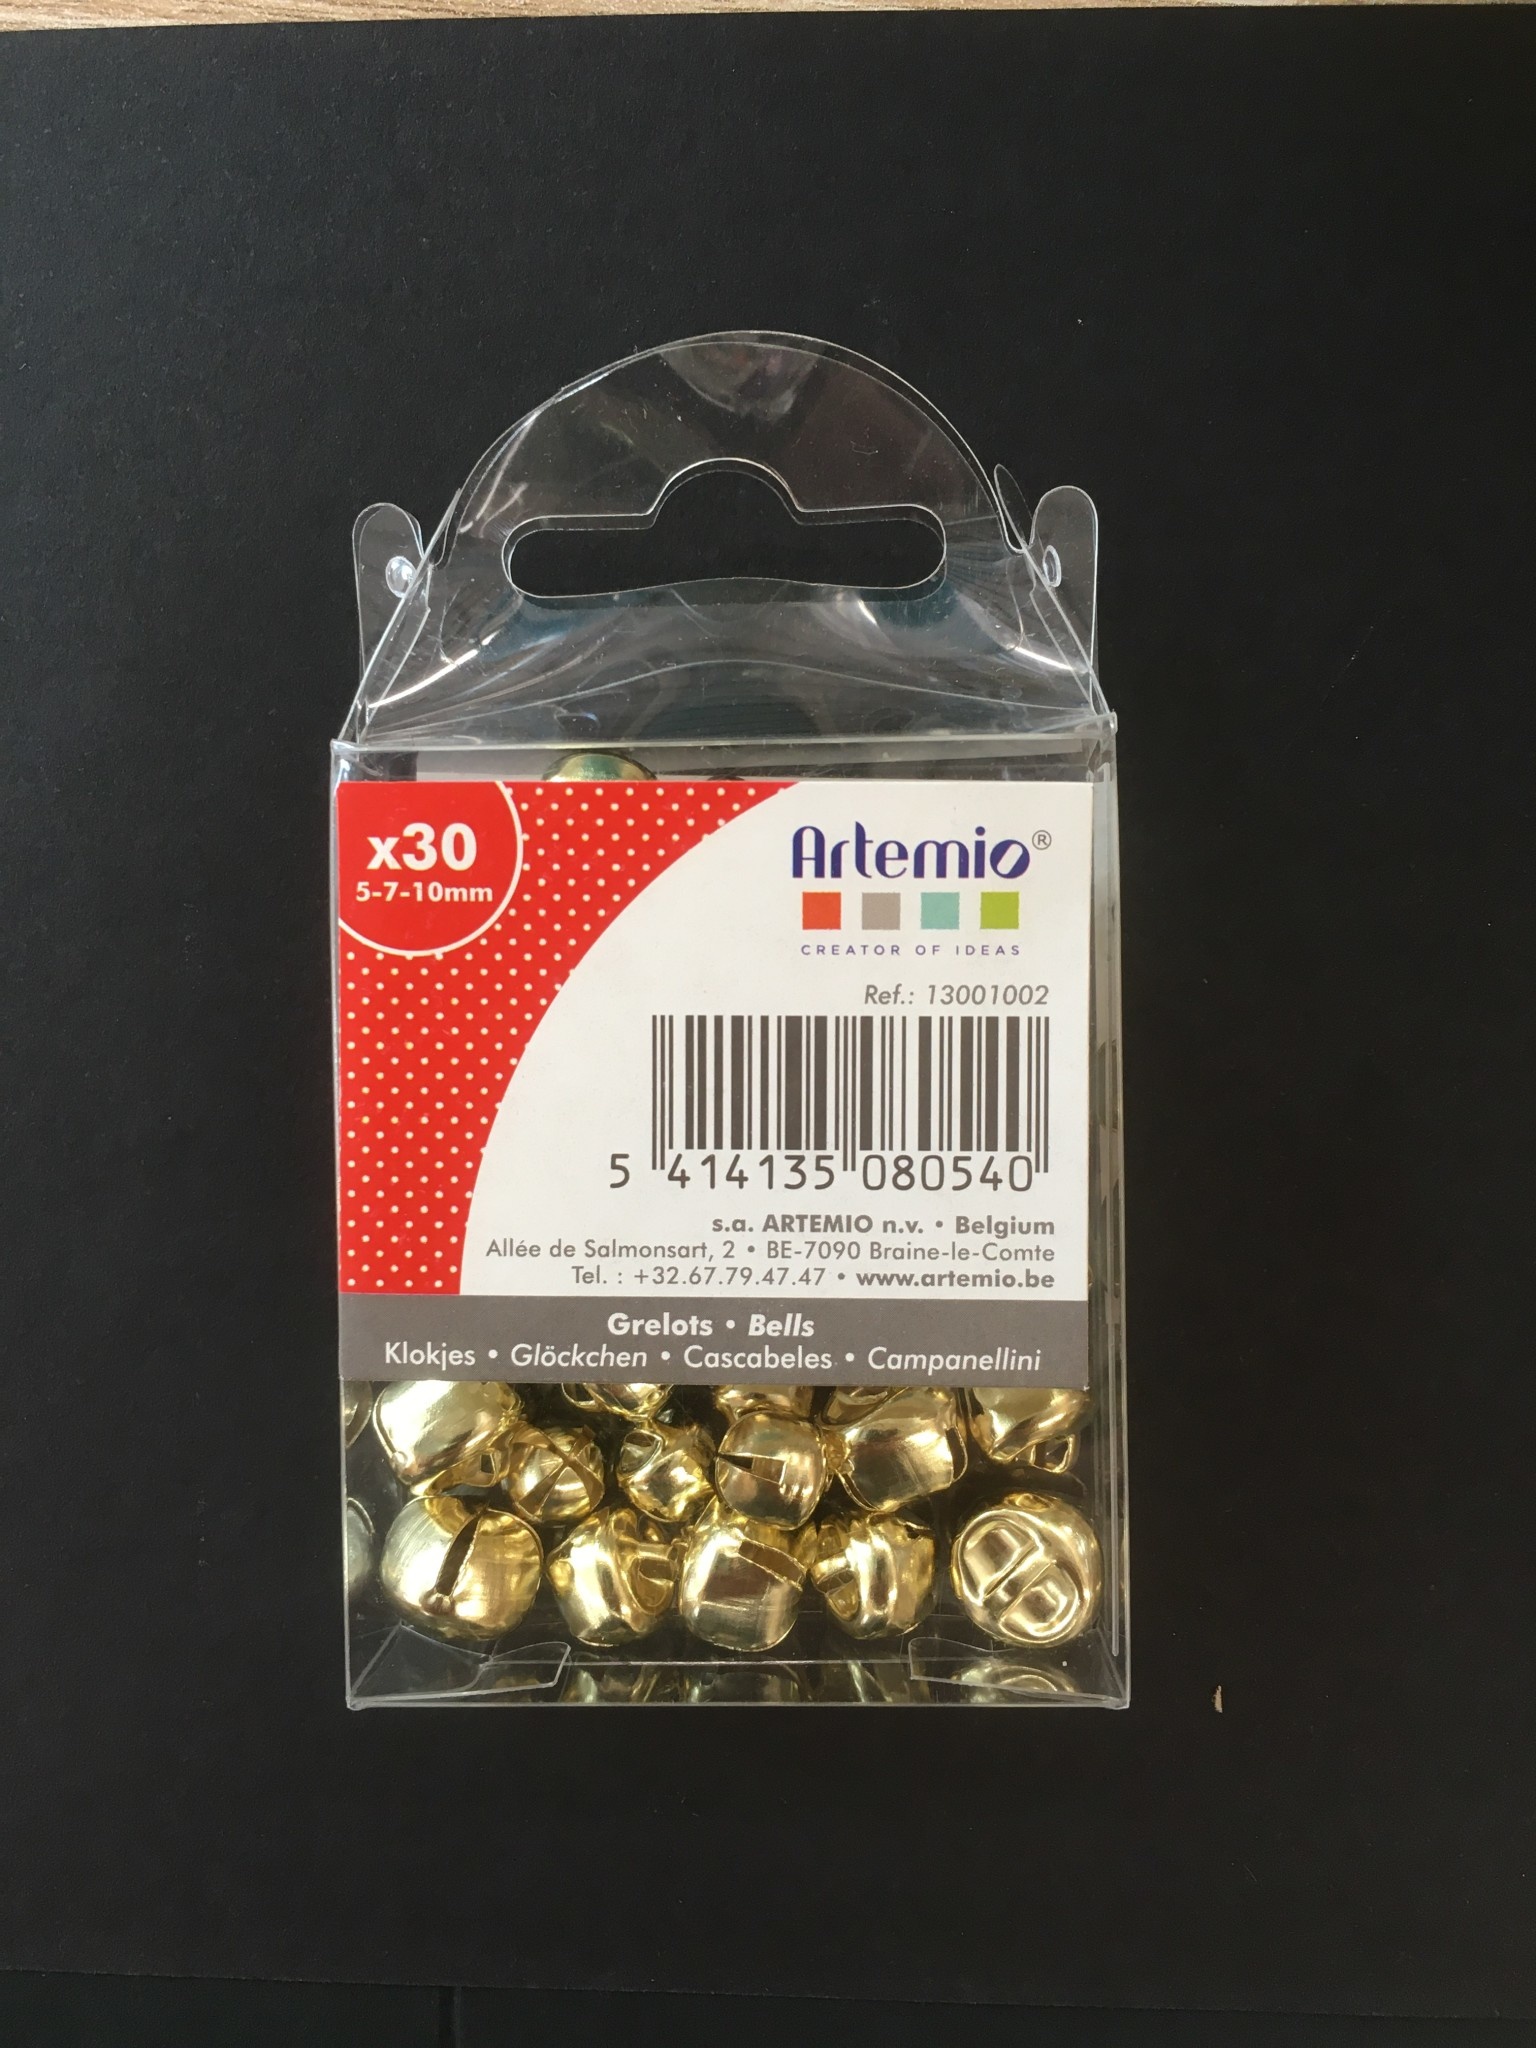 x30
5-7-10mm
Artemio®
CREATOR OF IDEAS
Ref.: 13001002
5 414135 080540
s.a. ARTEMIO n.v. • Belgium
Allée de Salmonsart, 2 • BE-7090 Braine-le-Comte
Tel. : +32.67.79.47.47 • www.artemio.be
Grelots • Bells
Klokjes • Glöckchen • Cascabeles • Campanellini